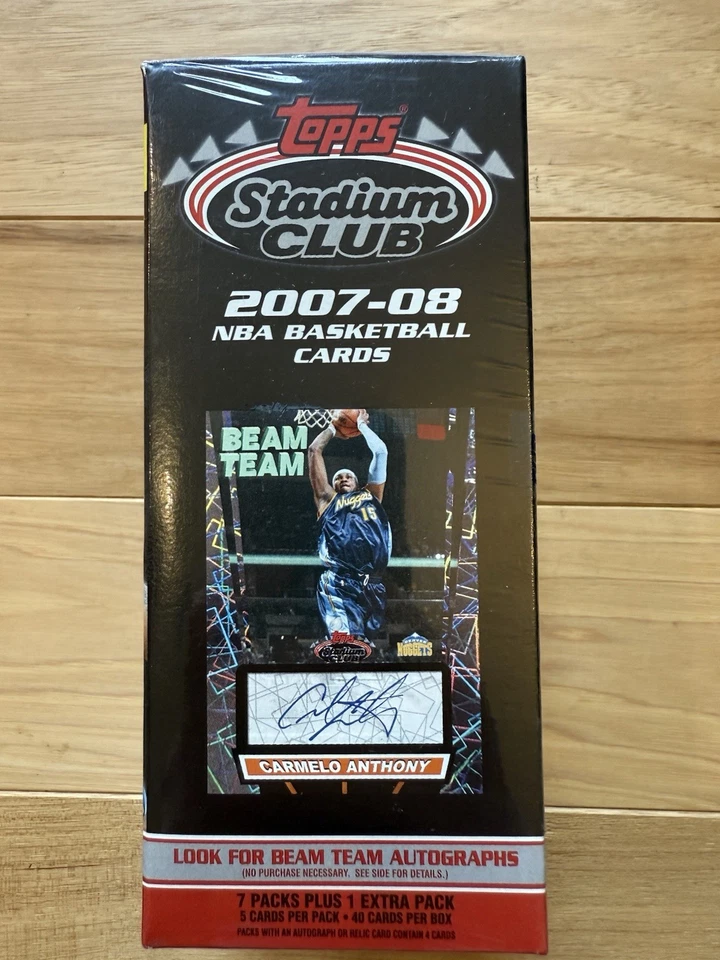 Topps®
Stadium
CLUB
2007-08
NBA BASKETBALL
CARDS
BEAM
TEAM
Nuggets
15
Topps
Stadium
CLUB
NUGGETS
CARMELO ANTHONY
LOOK FOR BEAM TEAM AUTOGRAPHS
(NO PURCHASE NECESSARY. SEE SIDE FOR DETAILS.)
7 PACKS PLUS 1 EXTRA PACK
5 CARDS PER PACK • 40 CARDS PER BOX
PACKS WITH AN AUTOGRAPH OR RELIC CARD CONTAIN 4 CARDS